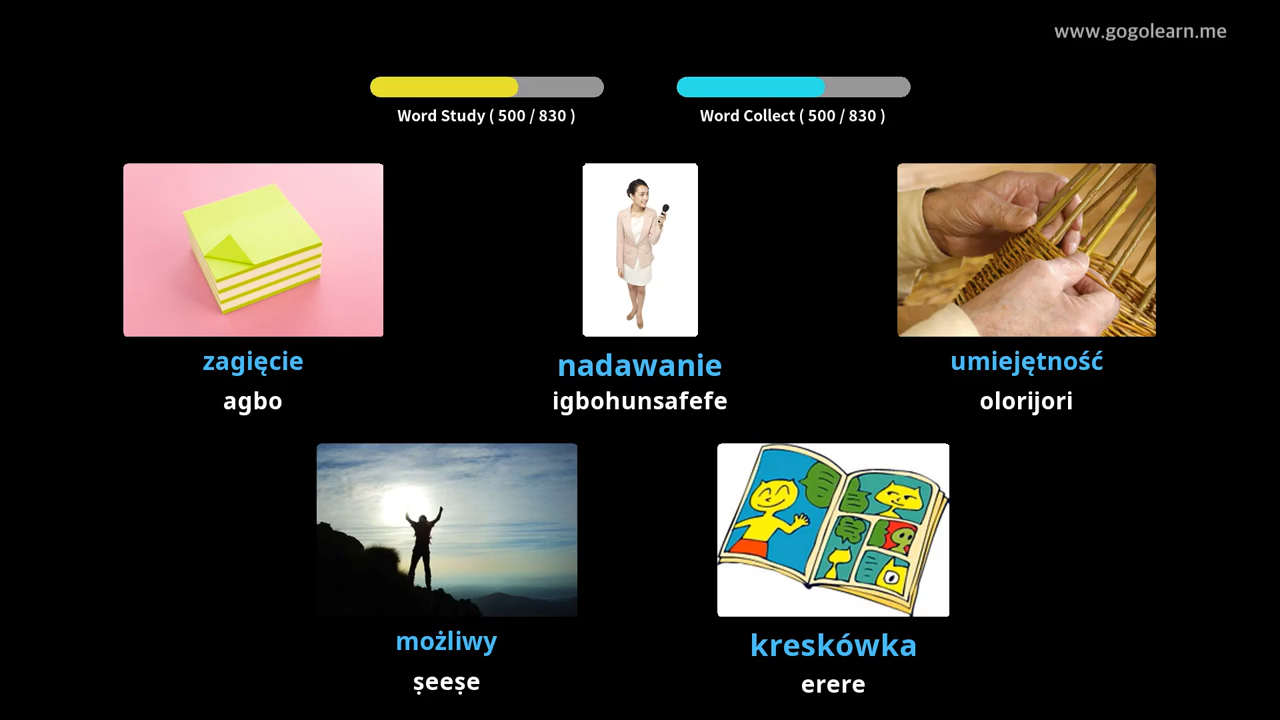 www.gogolearn.me
Word Study ( 500 / 830 )
Word Collect ( 500 / 830 )
zagięcie
agbo
nadawanie
igbohunsafefe
umiejętność
olorijori
możliwy
ṣeeṣe
kreskówka
erere